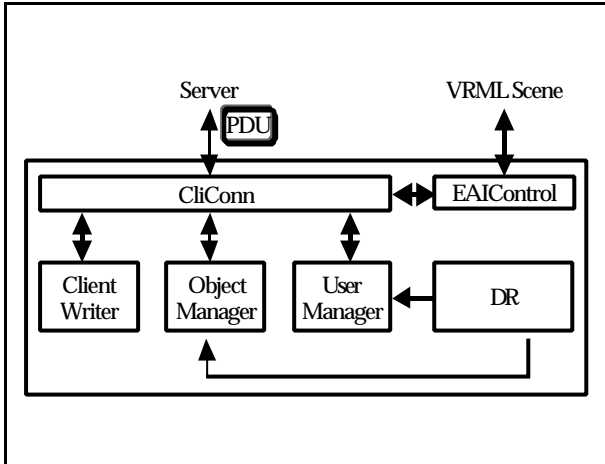 Server
VRML Scene
PDU
CliConn
EAIControl
Client
Writer
Object
Manager
User
Manager
DR